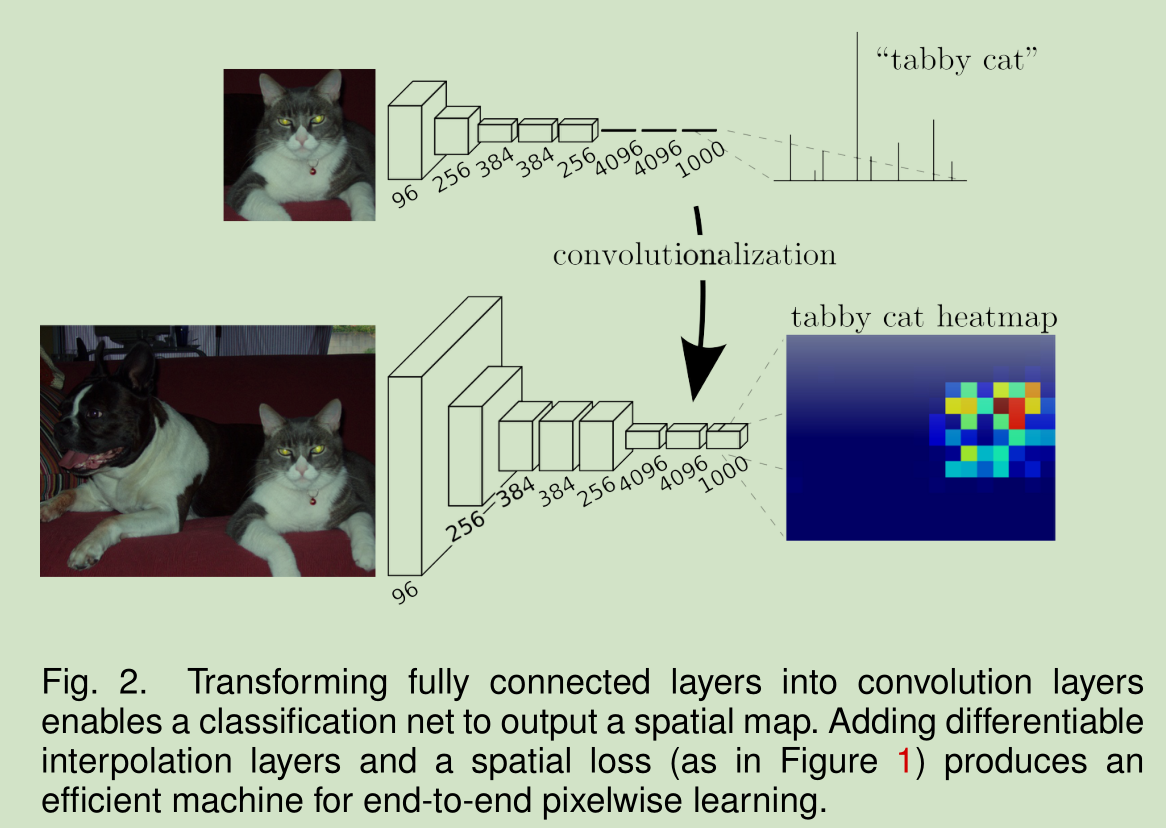 “tabby cat”
96
256
384
384
256
4096
4096
1000
convolutionalization
tabby cat heatmap
96
256
384
384
256
4096
4096
1000
Fig. 2. Transforming fully connected layers into convolution layers
enables a classification net to output a spatial map. Adding differentiable
interpolation layers and a spatial loss (as in Figure 1) produces an
efficient machine for end-to-end pixelwise learning.